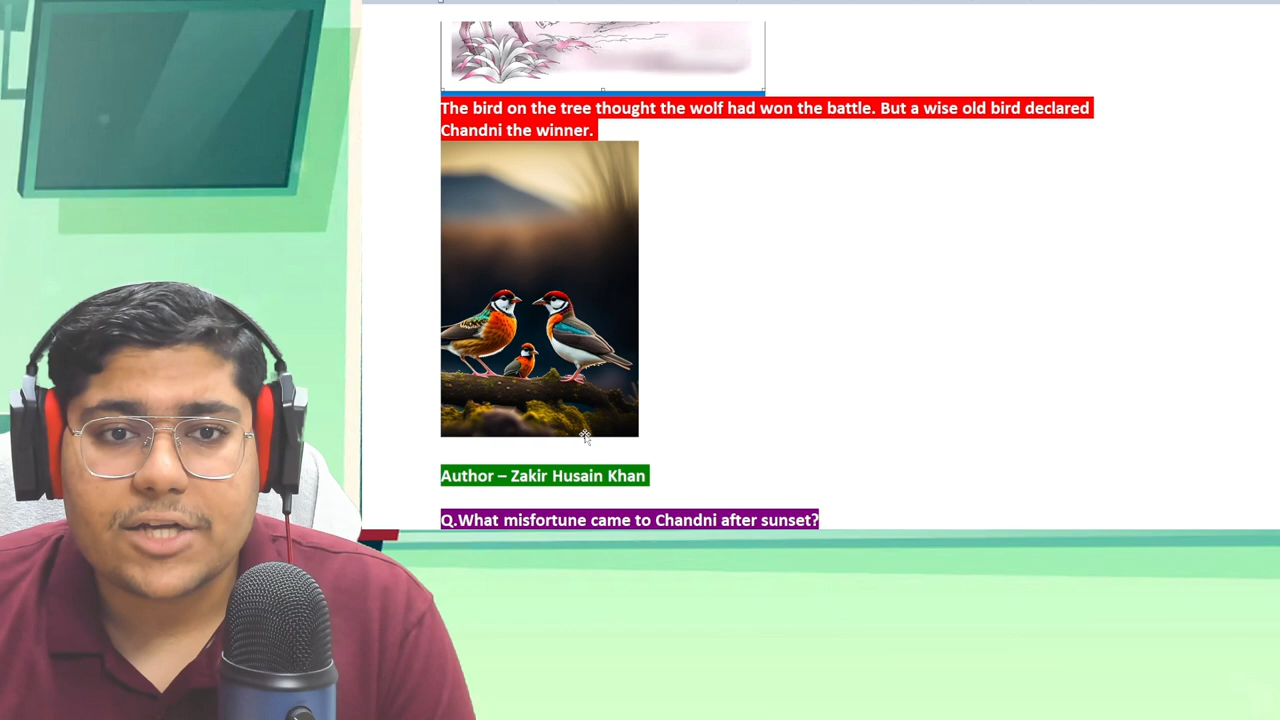 The bird on the tree thought the wolf had won the battle. But a wise old bird declared
Chandni the winner.
Author – Zakir Husain Khan
Q.What misfortune came to Chandni after sunset?